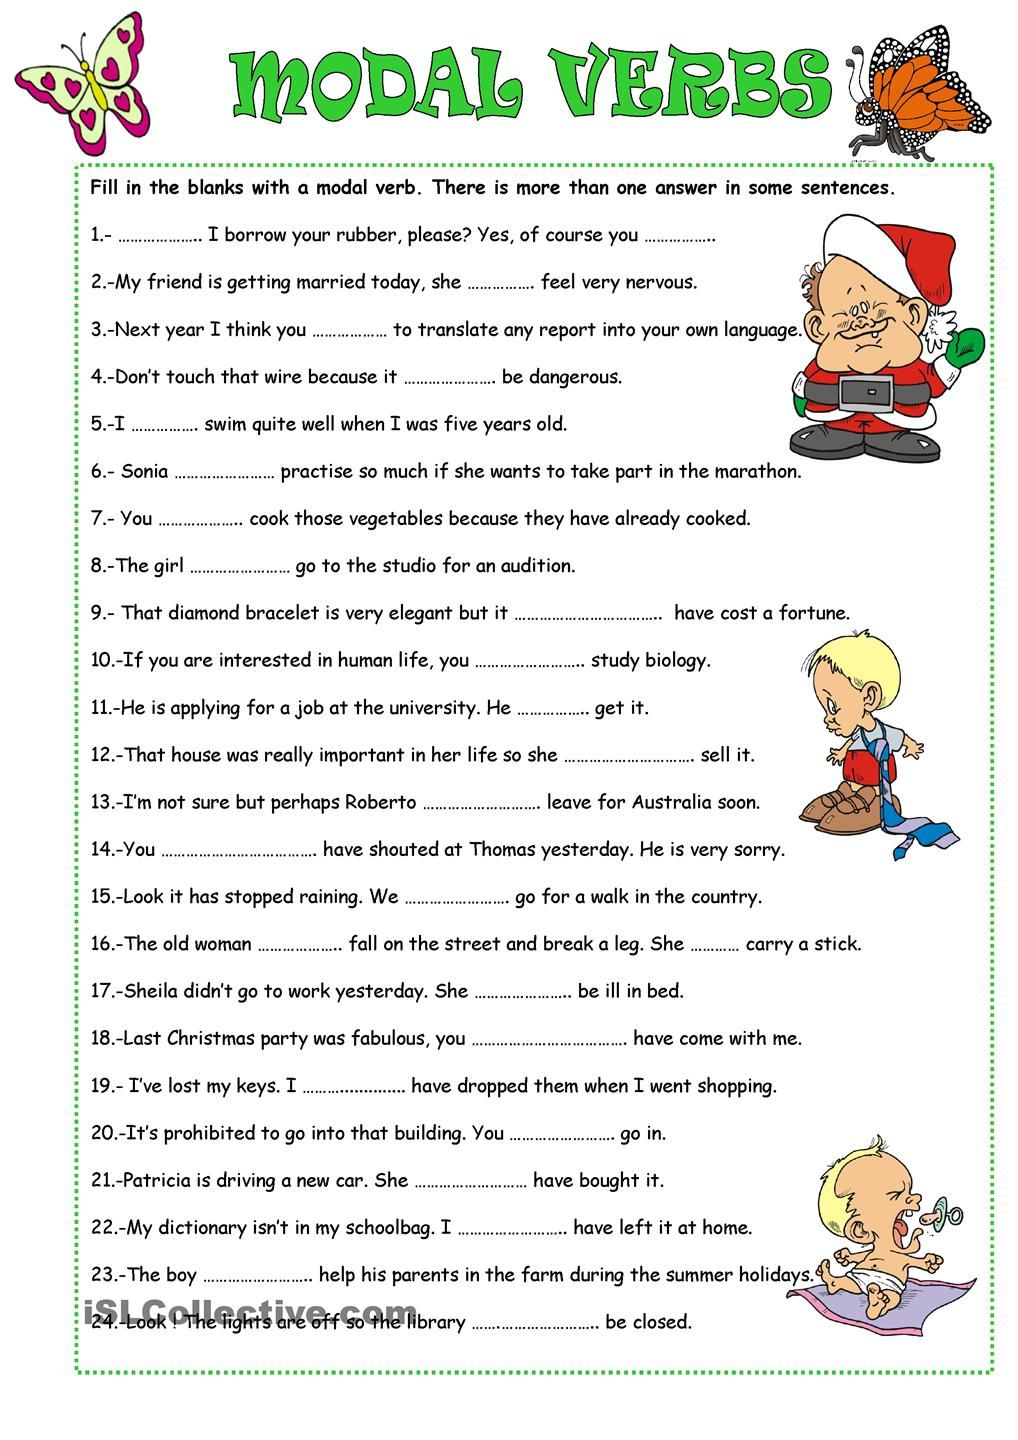 MODAL VERBS
Fill in the blanks with a modal verb. There is more than one answer in some sentences.
1.- ……………….. I borrow your rubber, please? Yes, of course you ……………..
2.-My friend is getting married today, she ……………. feel very nervous.
3.-Next year I think you ……………… to translate any report into your own language.
4.-Don’t touch that wire because it …………………. be dangerous.
5.-I ……………. swim quite well when I was five years old.
6.- Sonia …………………… practise so much if she wants to take part in the marathon.
7.- You ……………….. cook those vegetables because they have already cooked.
8.-The girl …………………… go to the studio for an audition.
9.- That diamond bracelet is very elegant but it …………………………….. have cost a fortune.
10.-If you are interested in human life, you …………………….. study biology.
11.-He is applying for a job at the university. He …………….. get it.
12.-That house was really important in her life so she …………………………. sell it.
13.-I’m not sure but perhaps Roberto ………………………. leave for Australia soon.
14.-You ………………………………. have shouted at Thomas yesterday. He is very sorry.
15.-Look it has stopped raining. We ……………………. go for a walk in the country.
16.-The old woman ……………….. fall on the street and break a leg. She ………… carry a stick.
17.-Sheila didn’t go to work yesterday. She ………………….. be ill in bed.
18.-Last Christmas party was fabulous, you ………………………………. have come with me.
19.- I’ve lost my keys. I ………............... have dropped them when I went shopping.
20.-It’s prohibited to go into that building. You ……………………. go in.
21.-Patricia is driving a new car. She ……………………… have bought it.
22.-My dictionary isn’t in my schoolbag. I …………………….. have left it at home.
23.-The boy …………………….. help his parents in the farm during the summer holidays.
iSLCollective.com
24.-Look ! The lights are off so the library ………………………….. be closed.